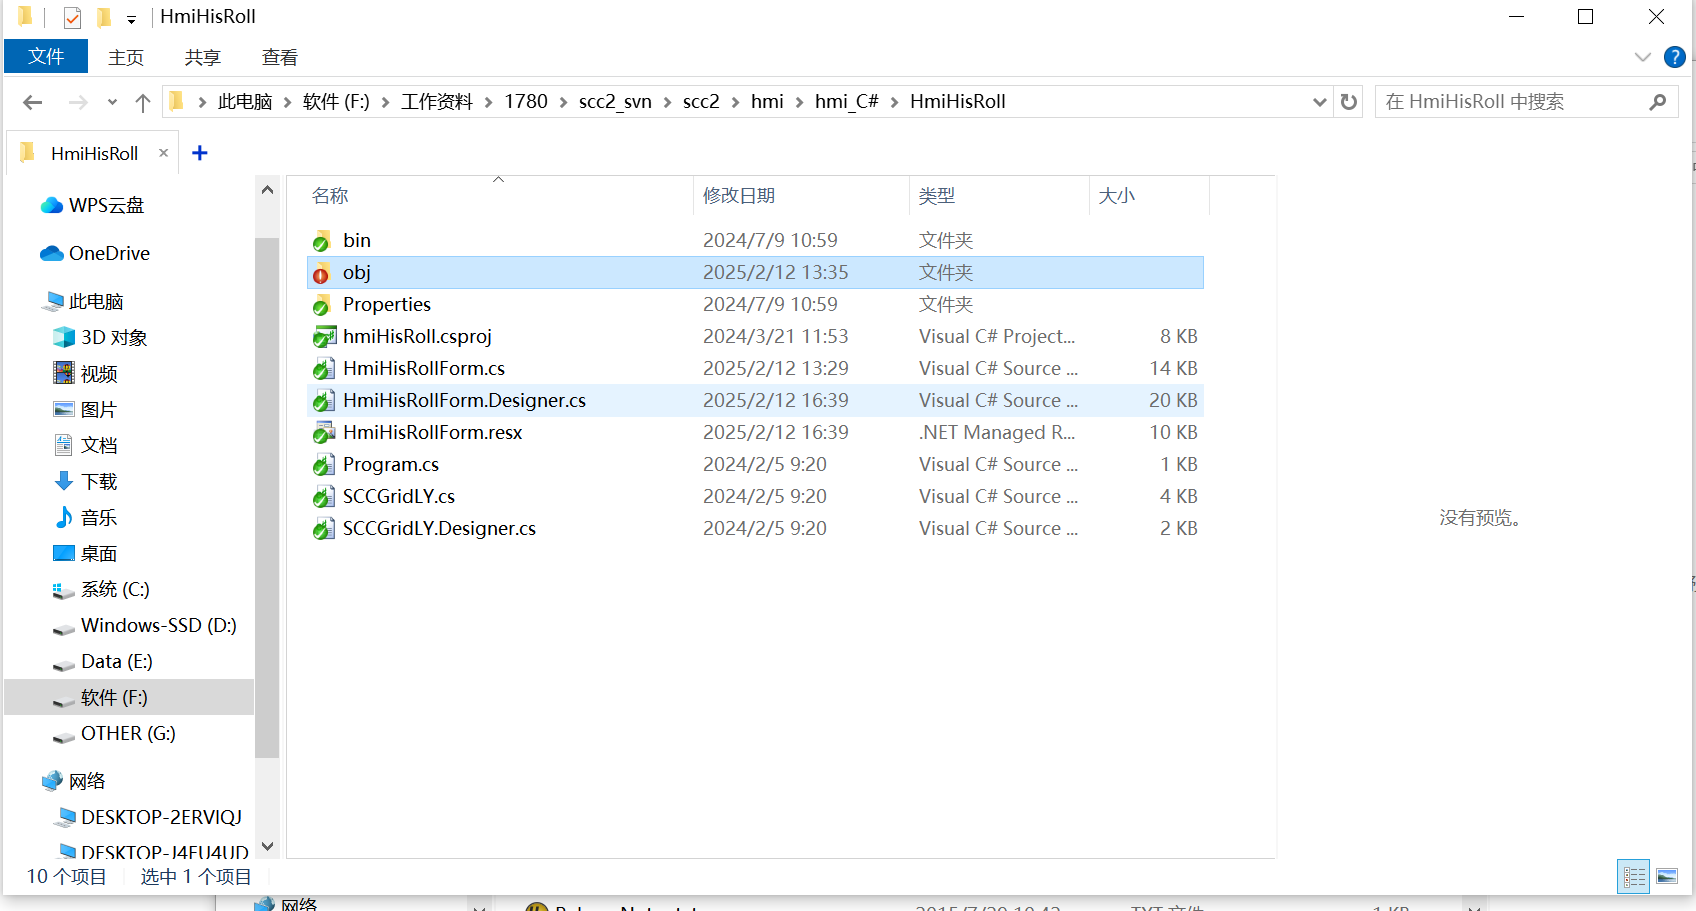 HmiHisRoll
文件 主页 共享 查看
此电脑 软件 (F:) 工作资料 1780 scc2_svn scc2 hmi hmi_C# HmiHisRoll
在 HmiHisRoll 中搜索
HmiHisRoll
WPS云盘
OneDrive
此电脑
3D 对象
视频
图片
文档
下载
音乐
桌面
系统 (C:)
Windows-SSD (D:)
Data (E:)
软件 (F:)
OTHER (G:)
网络
DESKTOP-2ERVIQJ
DESKTOP-J4FU4UD
名称 修改日期 类型 大小
bin 2024/7/9 10:59 文件夹
obj 2025/2/12 13:35 文件夹
Properties 2024/7/9 10:59 文件夹
hmiHisRoll.csproj 2024/3/21 11:53 Visual C# Project... 8 KB
HmiHisRollForm.cs 2025/2/12 13:29 Visual C# Source ... 14 KB
HmiHisRollForm.Designer.cs 2025/2/12 16:39 Visual C# Source ... 20 KB
HmiHisRollForm.resx 2025/2/12 16:39 .NET Managed R... 10 KB
Program.cs 2024/2/5 9:20 Visual C# Source ... 1 KB
SCCGridLY.cs 2024/2/5 9:20 Visual C# Source ... 4 KB
SCCGridLY.Designer.cs 2024/2/5 9:20 Visual C# Source ... 2 KB
没有预览。
10 个项目 选中 1 个项目
网络